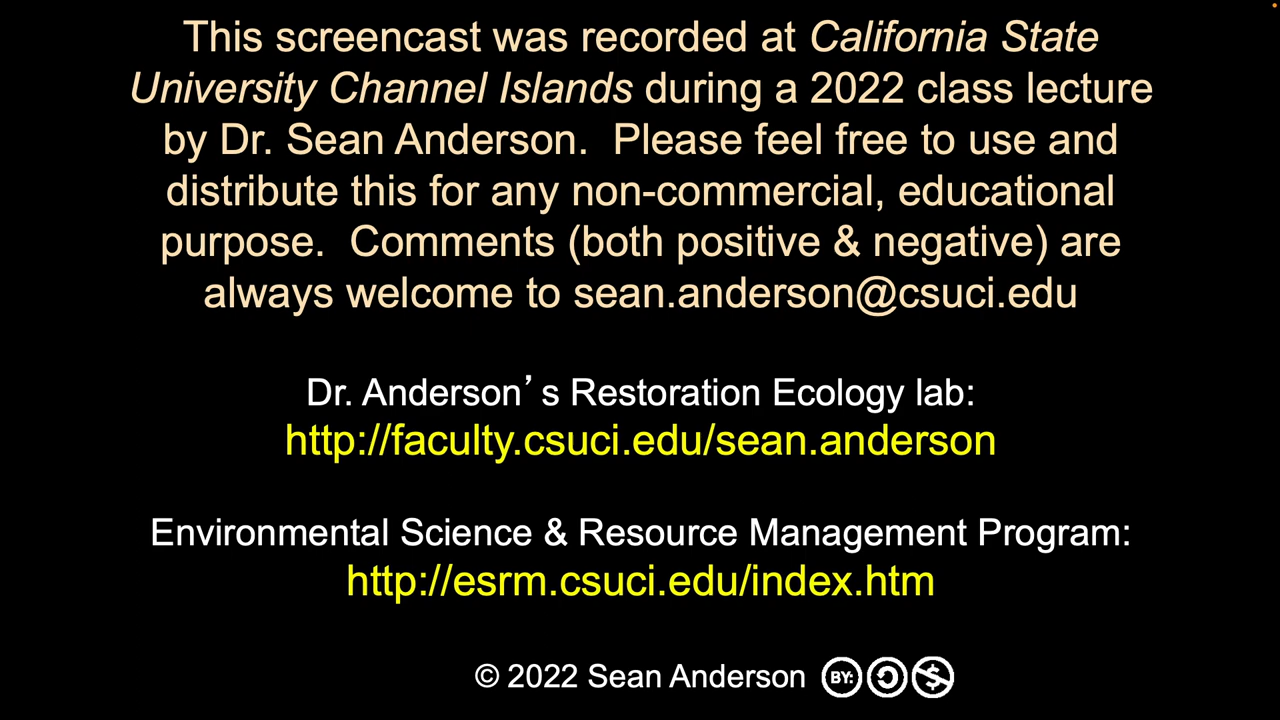 This screencast was recorded at California State
University Channel Islands during a 2022 class lecture
by Dr. Sean Anderson.  Please feel free to use and
distribute this for any non-commercial, educational
purpose.  Comments (both positive & negative) are
always welcome to sean.anderson@csuci.edu
Dr. Anderson’s Restoration Ecology lab:
http://faculty.csuci.edu/sean.anderson
Environmental Science & Resource Management Program:
http://esrm.csuci.edu/index.htm
© 2022 Sean Anderson BY: $